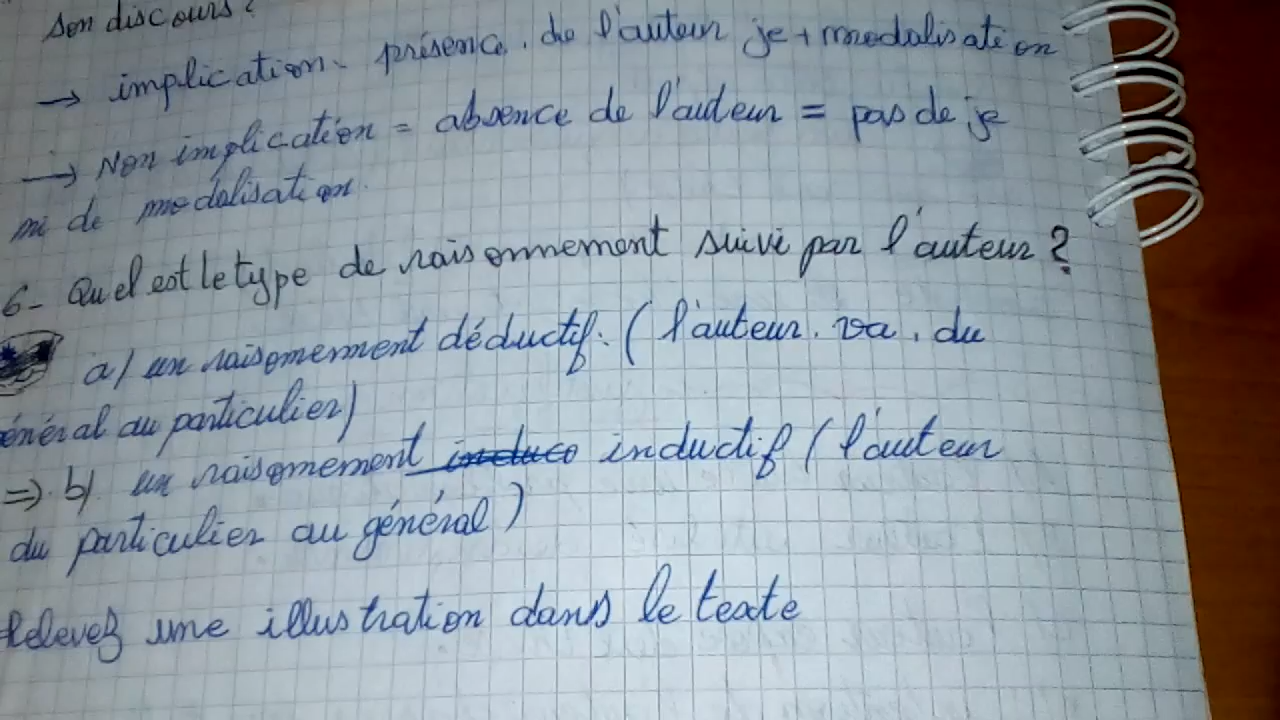 son discours ?
→ implication. présence. de l'auteur je + modalisation
→ Non implication = absence de l'auteur = pas de je
ni de modalisation.
6- Quel est le type de raisonnement suivi par l'auteur ?
a/ un raisonnement déductif. ( l'auteur. va. du
énéral au particulier)
=> b/ un raisonnement induco inductif ( l'auteur
du particulier au général )
Relevez une illustration dans le texte